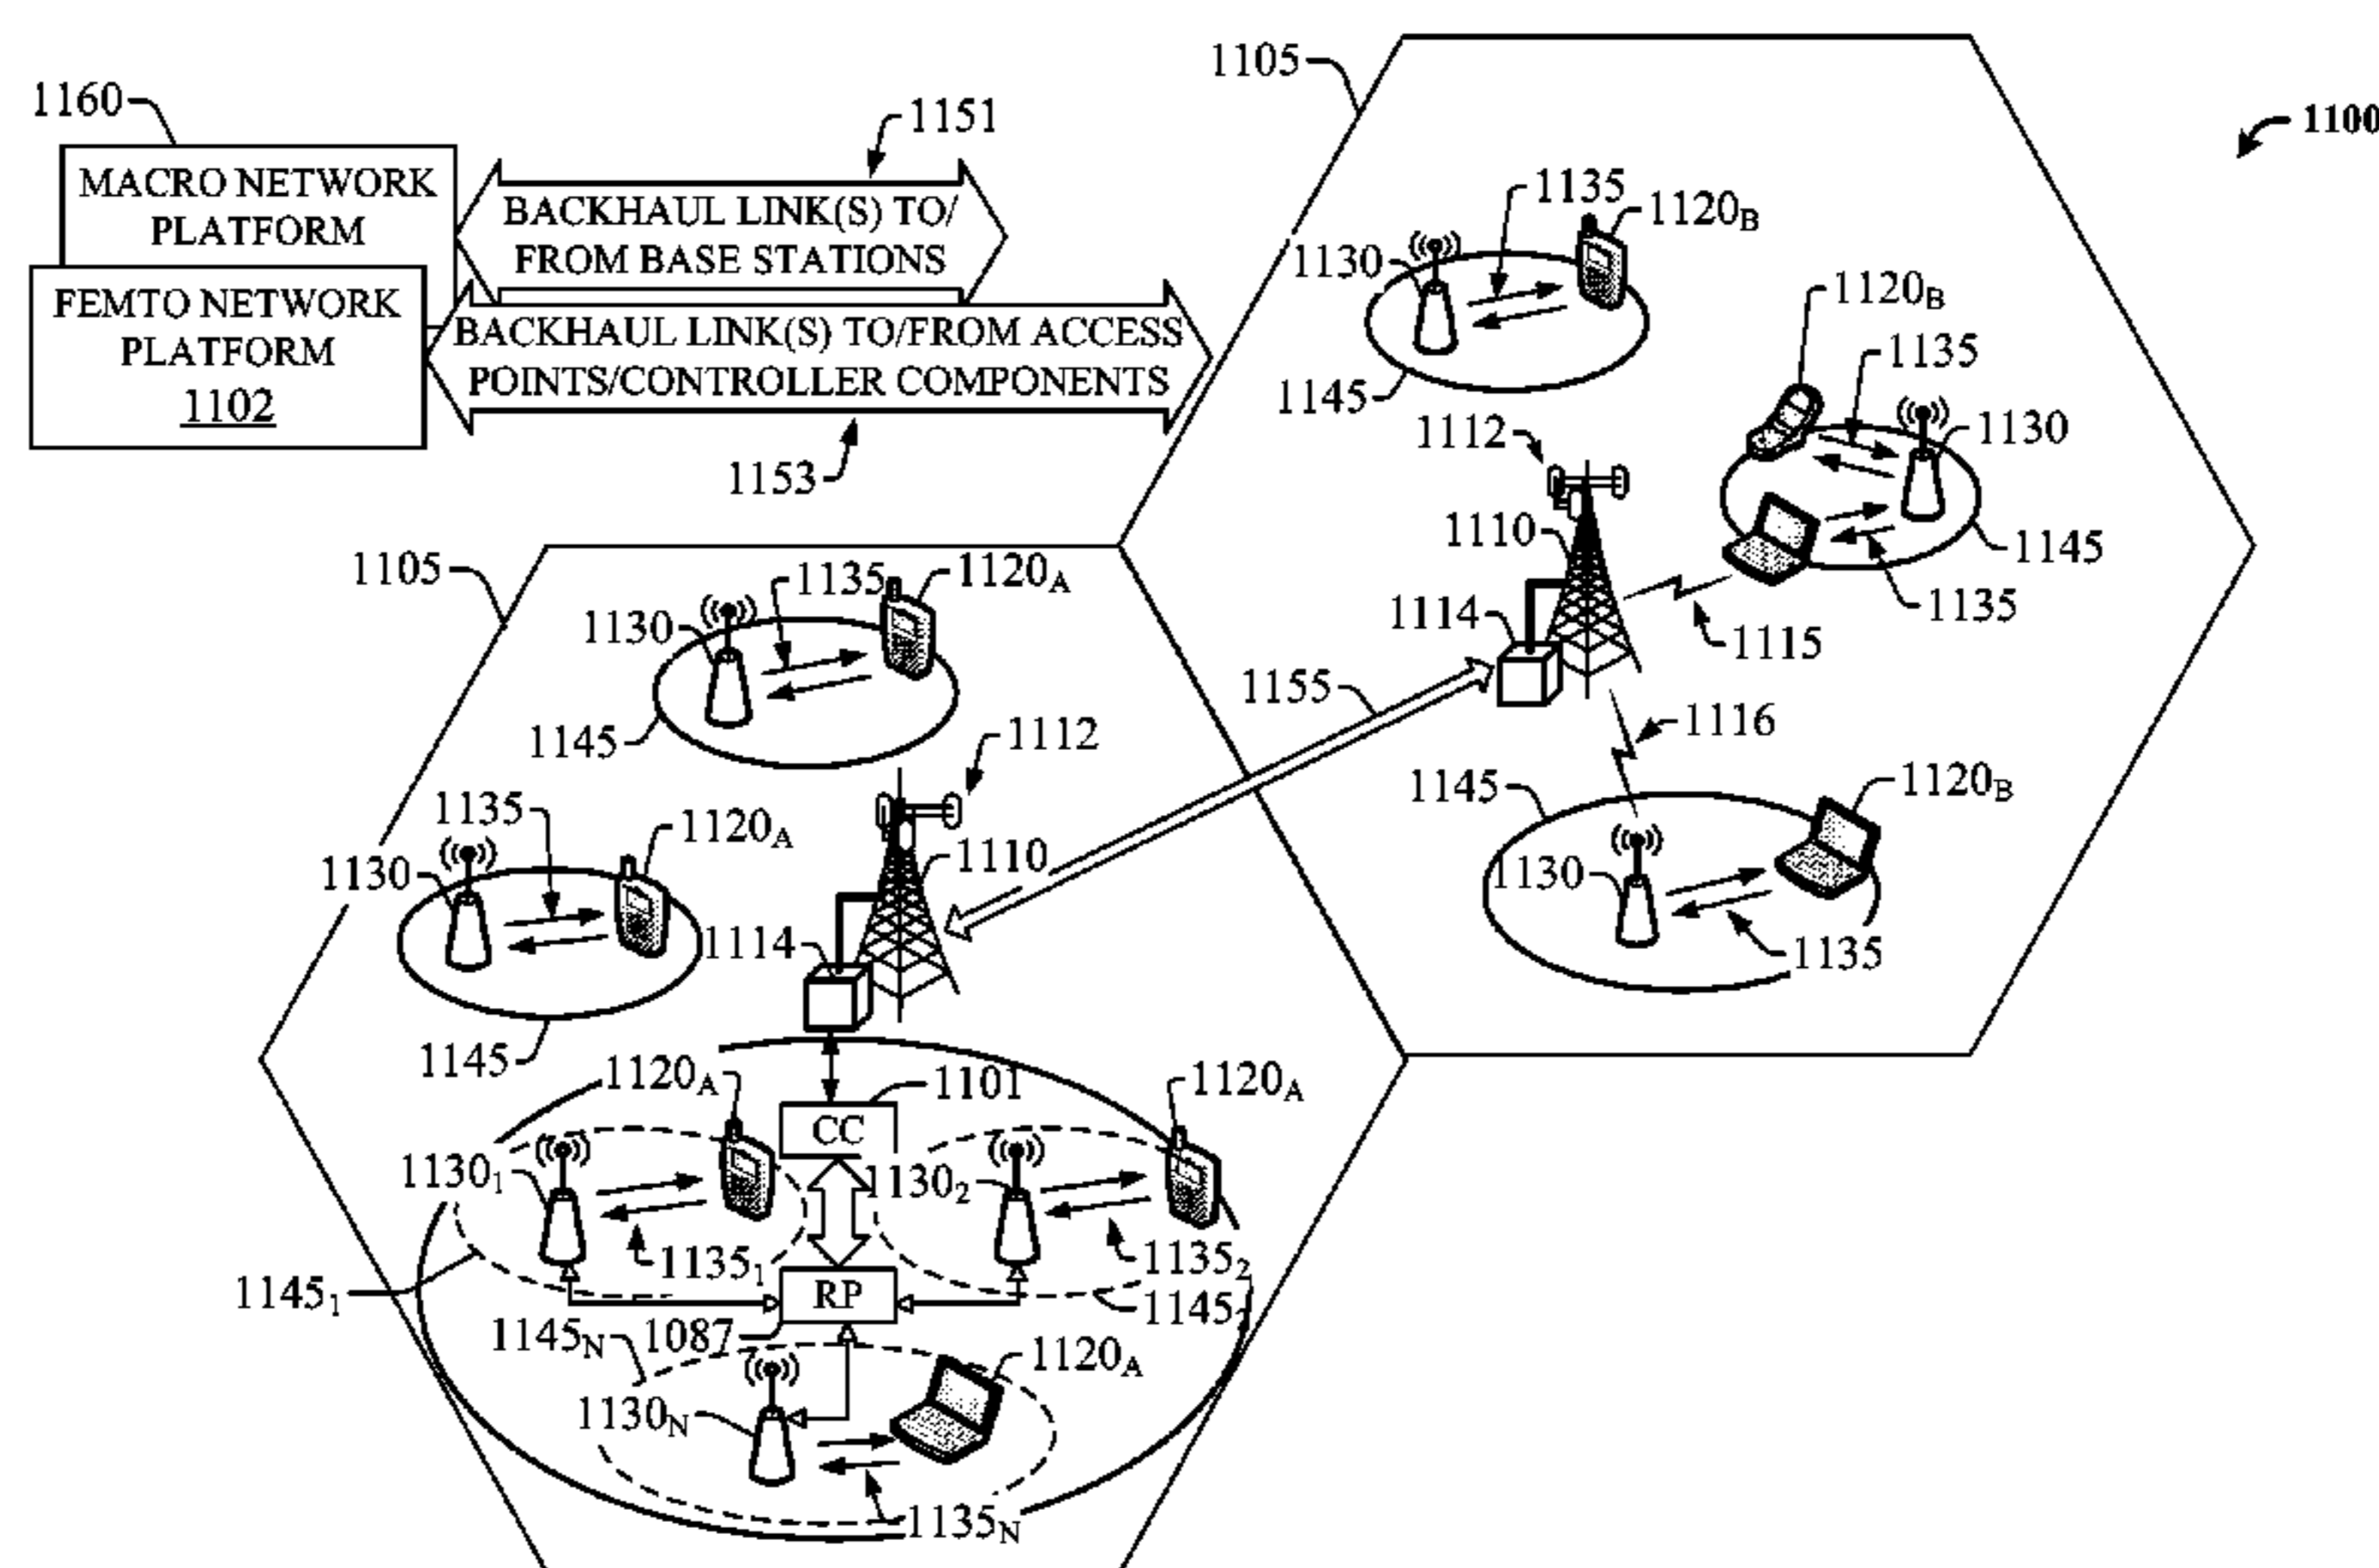 1105
1100
1160
1151
MACRO NETWORK
PLATFORM
BACKHAUL LINK(S) TO/
FROM BASE STATIONS
FEMTO NETWORK
PLATFORM
1102
BACKHAUL LINK(S) TO/FROM ACCESS
POINTS/CONTROLLER COMPONENTS
1153
1135
1120B
1130
1145
1120B
1135
1130
1145
1135
1112
1110
1114
1115
1155
1116
1145
1120B
1130
1135
1105
1135
1120A
1130
1145
1112
1135
1120A
1110
1130
1114
1145
1120A
1101
1120A
CC
11301
11302
11351
11352
11451
RP
1145
1145N
1087
1120A
1130N
1135N